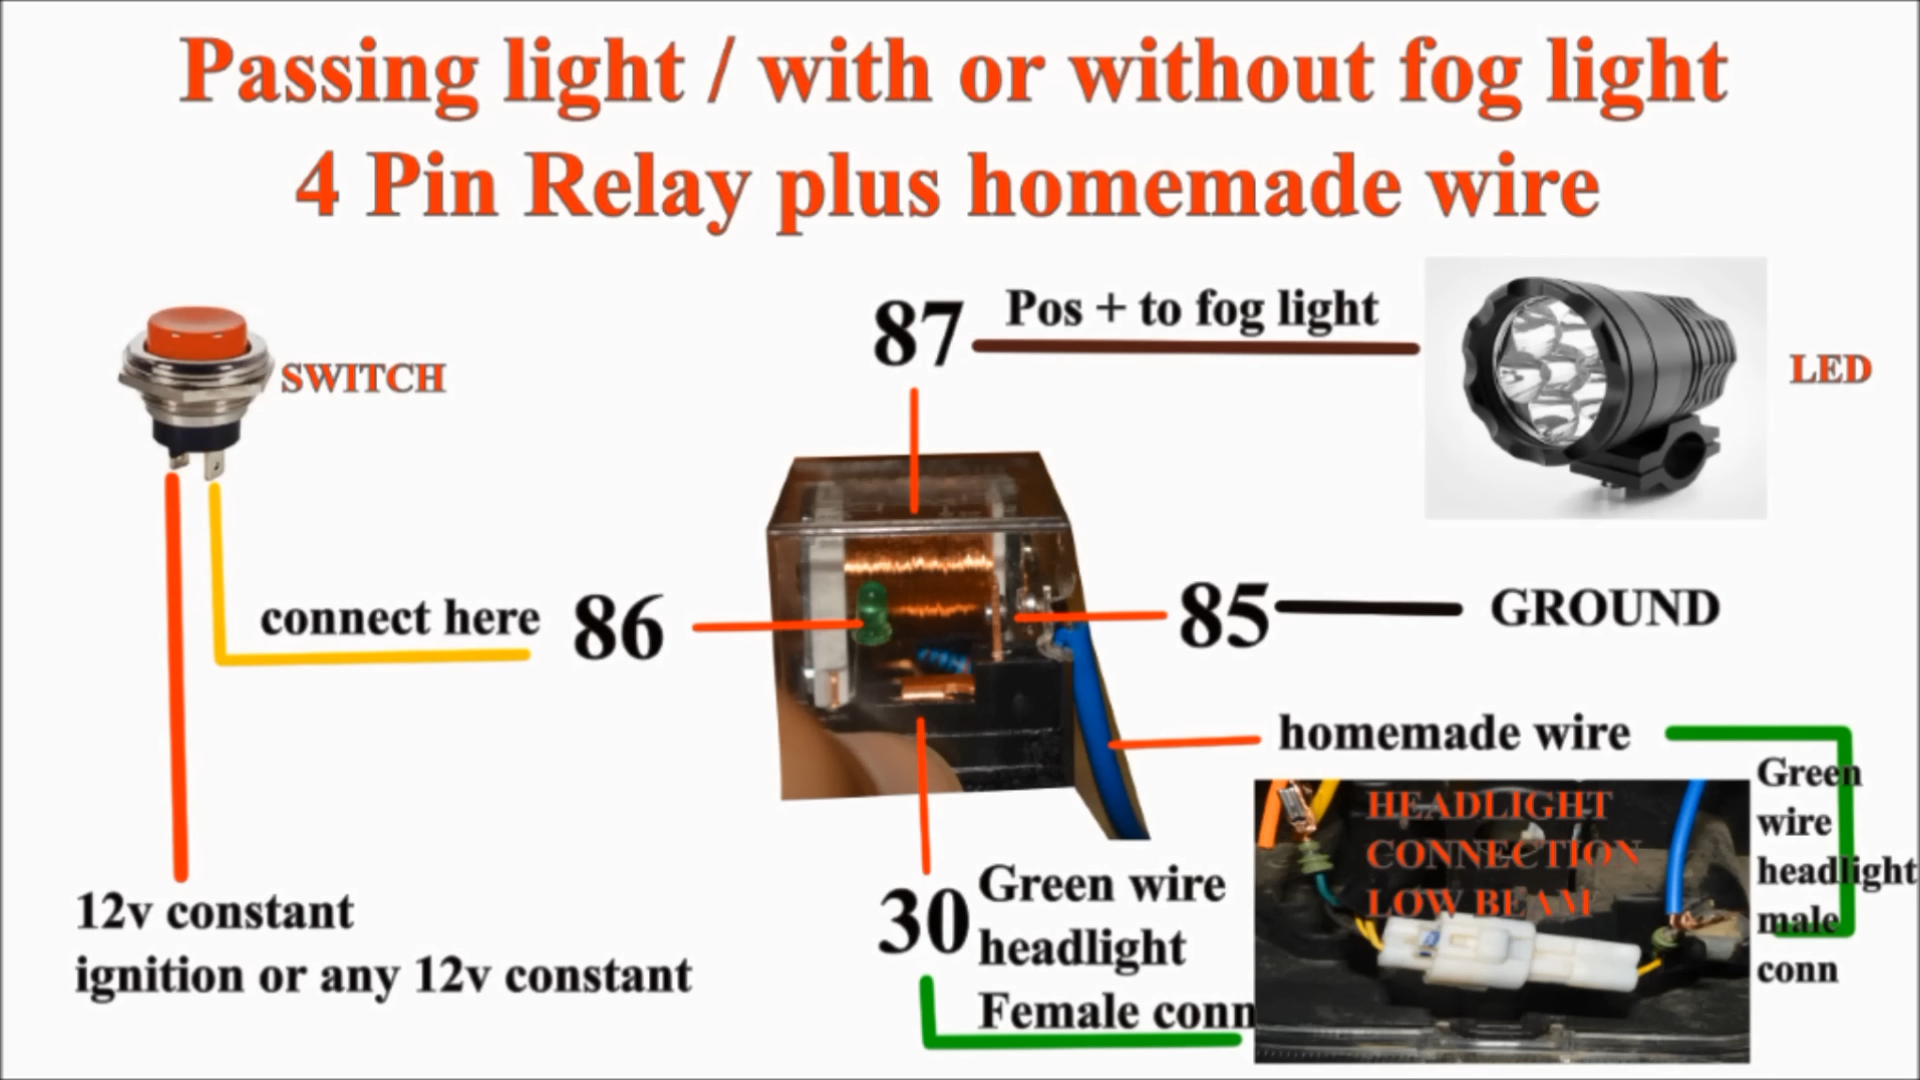 Passing light / with or without fog light
4 Pin Relay plus homemade wire
87
Pos + to fog light
SWITCH
LED
connect here
86
85
GROUND
homemade wire
12v constant
ignition or any 12v constant
30
Green wire
headlight
Female conn
HEADLIGHT
CONNECTION
LOW BEAM
Green
wire
headlight
male
conn